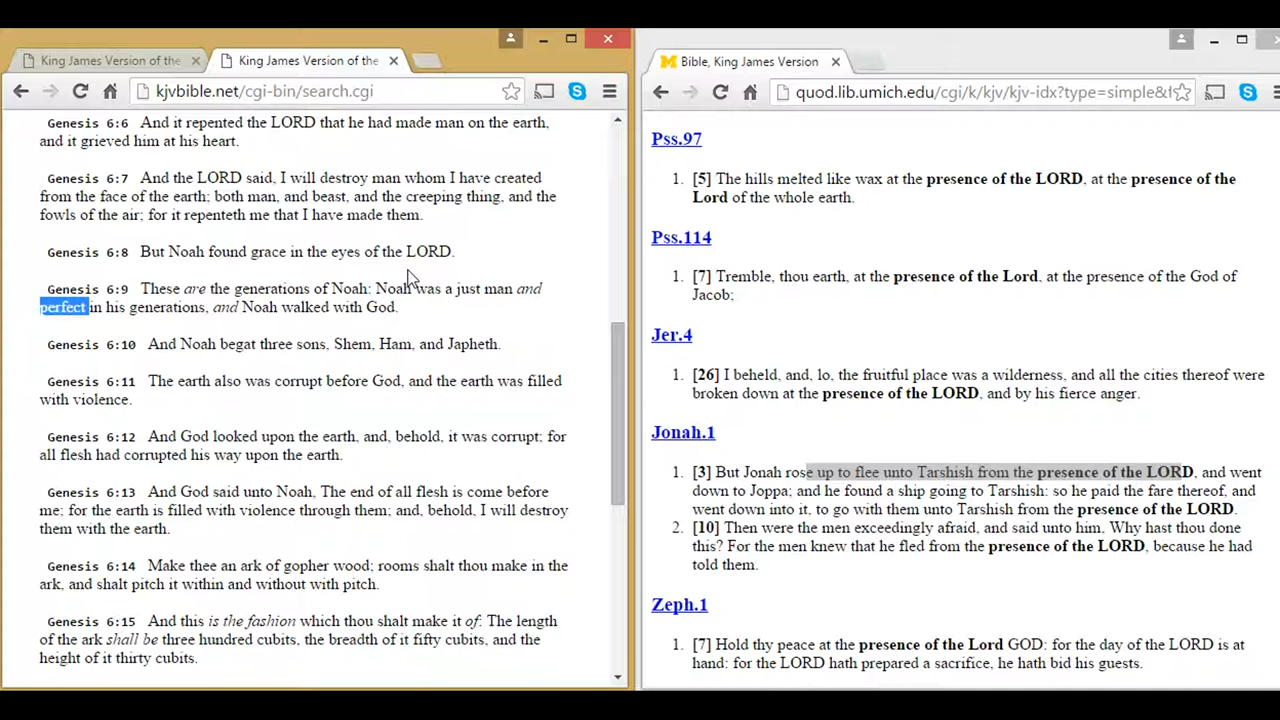 King James Version of the
King James Version of the
kjvbible.net/cgi-bin/search.cgi
Genesis 6:6 And it repented the LORD that he had made man on the earth,
and it grieved him at his heart.
Genesis 6:7 And the LORD said, I will destroy man whom I have created
from the face of the earth; both man, and beast, and the creeping thing, and the
fowls of the air; for it repenteth me that I have made them.
Genesis 6:8 But Noah found grace in the eyes of the LORD.
Genesis 6:9 These are the generations of Noah: Noah was a just man and
perfect in his generations, and Noah walked with God.
Genesis 6:10 And Noah begat three sons, Shem, Ham, and Japheth.
Genesis 6:11 The earth also was corrupt before God, and the earth was filled
with violence.
Genesis 6:12 And God looked upon the earth, and, behold, it was corrupt; for
all flesh had corrupted his way upon the earth.
Genesis 6:13 And God said unto Noah, The end of all flesh is come before
me; for the earth is filled with violence through them; and, behold, I will destroy
them with the earth.
Genesis 6:14 Make thee an ark of gopher wood; rooms shalt thou make in the
ark, and shalt pitch it within and without with pitch.
Genesis 6:15 And this is the fashion which thou shalt make it of: The length
of the ark shall be three hundred cubits, the breadth of it fifty cubits, and the
height of it thirty cubits.
Bible, King James Version
quod.lib.umich.edu/cgi/k/kjv/kjv-idx?type=simple&f
Pss.97
1. [5] The hills melted like wax at the presence of the LORD, at the presence of the
Lord of the whole earth.
Pss.114
1. [7] Tremble, thou earth, at the presence of the Lord, at the presence of the God of
Jacob;
Jer.4
1. [26] I beheld, and, lo, the fruitful place was a wilderness, and all the cities thereof were
broken down at the presence of the LORD, and by his fierce anger.
Jonah.1
1. [3] But Jonah rose up to flee unto Tarshish from the presence of the LORD, and went
down to Joppa; and he found a ship going to Tarshish: so he paid the fare thereof, and
went down into it, to go with them unto Tarshish from the presence of the LORD.
2. [10] Then were the men exceedingly afraid, and said unto him. Why hast thou done
this? For the men knew that he fled from the presence of the LORD, because he had
told them.
Zeph.1
1. [7] Hold thy peace at the presence of the Lord GOD: for the day of the LORD is at
hand: for the LORD hath prepared a sacrifice, he hath bid his guests.